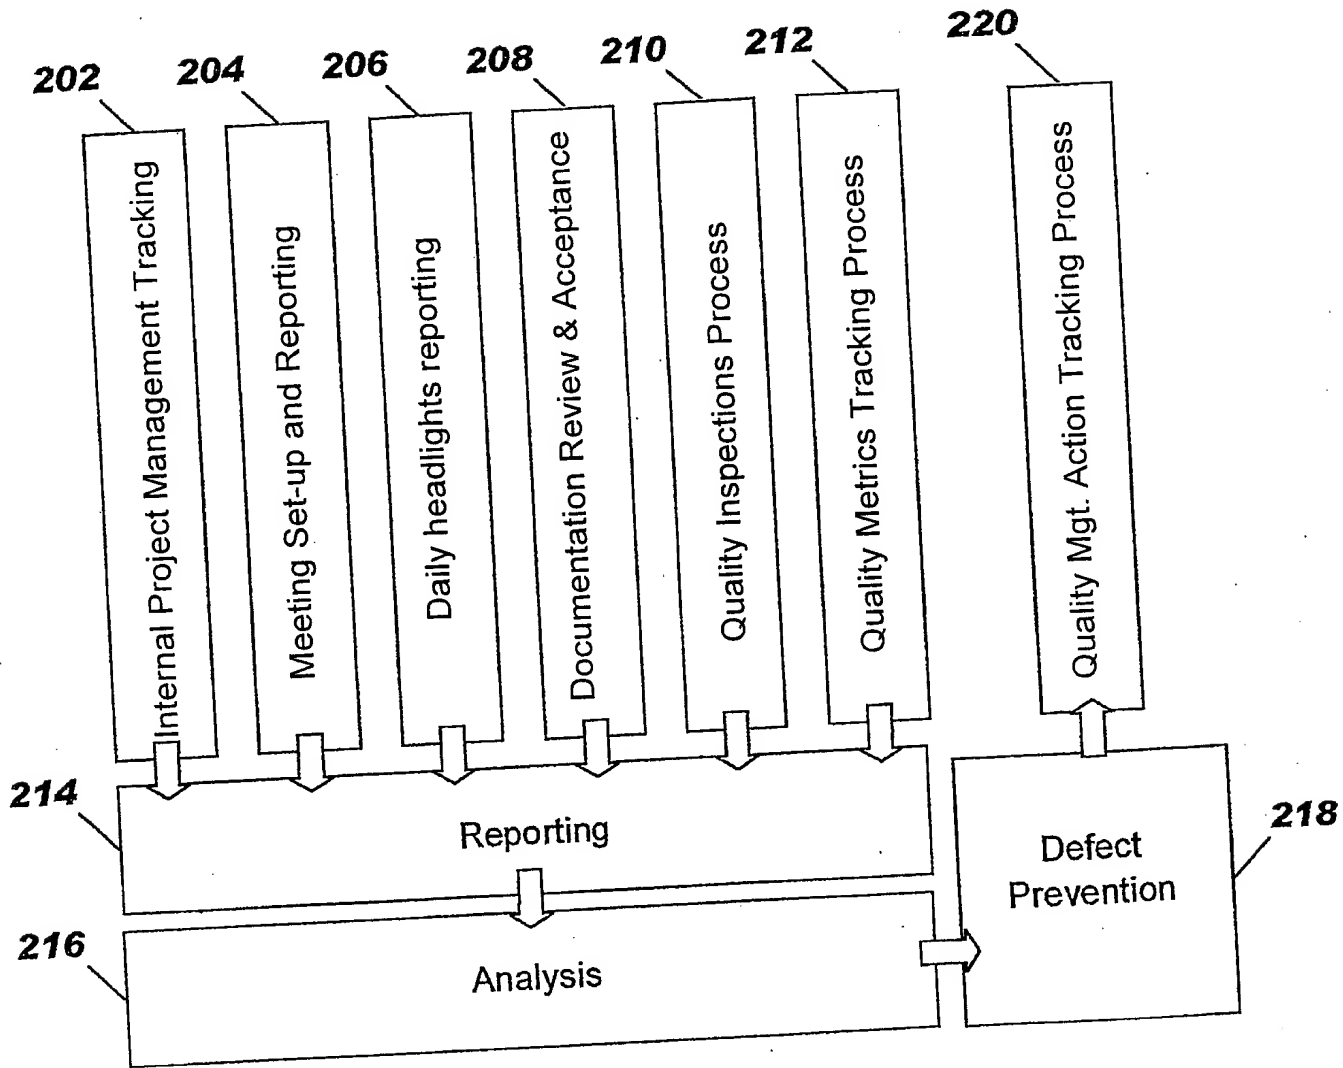 202
204
206
208
210
212
220
Internal Project Management Tracking
Meeting Set-up and Reporting
Daily headlights reporting
Documentation Review & Acceptance
Quality Inspections Process
Quality Metrics Tracking Process
Quality Mgt. Action Tracking Process
214
Reporting
218
Defect
Prevention
216
Analysis